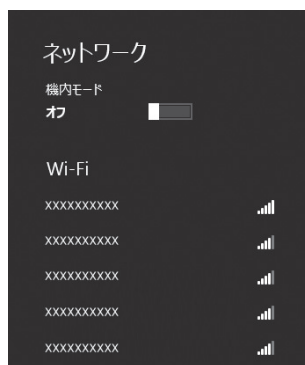 ネットワーク
機内モード
オフ
Wi-Fi
xxxxxxxxxx
xxxxxxxxxx
xxxxxxxxxx
xxxxxxxxxx
xxxxxxxxxx